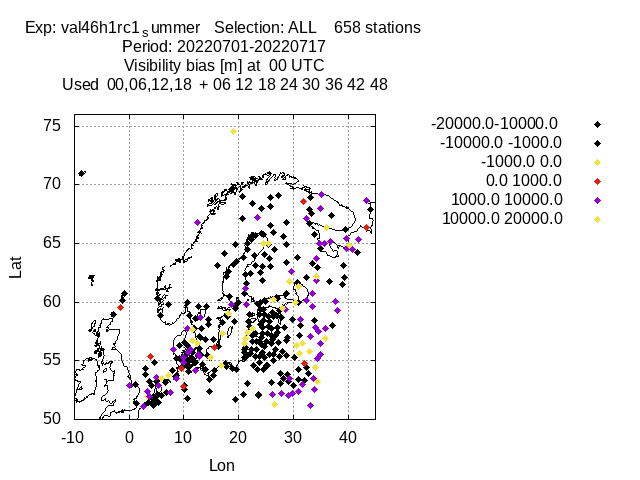 Exp: val46h1rc1summer Selection: ALL 658 stations
Period: 20220701-20220717
Visibility bias [m] at 00 UTC
Used 00,06,12,18 + 06 12 18 24 30 36 42 48
-20000.0-10000.0
-10000.0 -1000.0
-1000.0 0.0
0.0 1000.0
1000.0 10000.0
10000.0 20000.0
75
70
65
60
55
50
Lat
-10 0 10 20 30 40
Lon